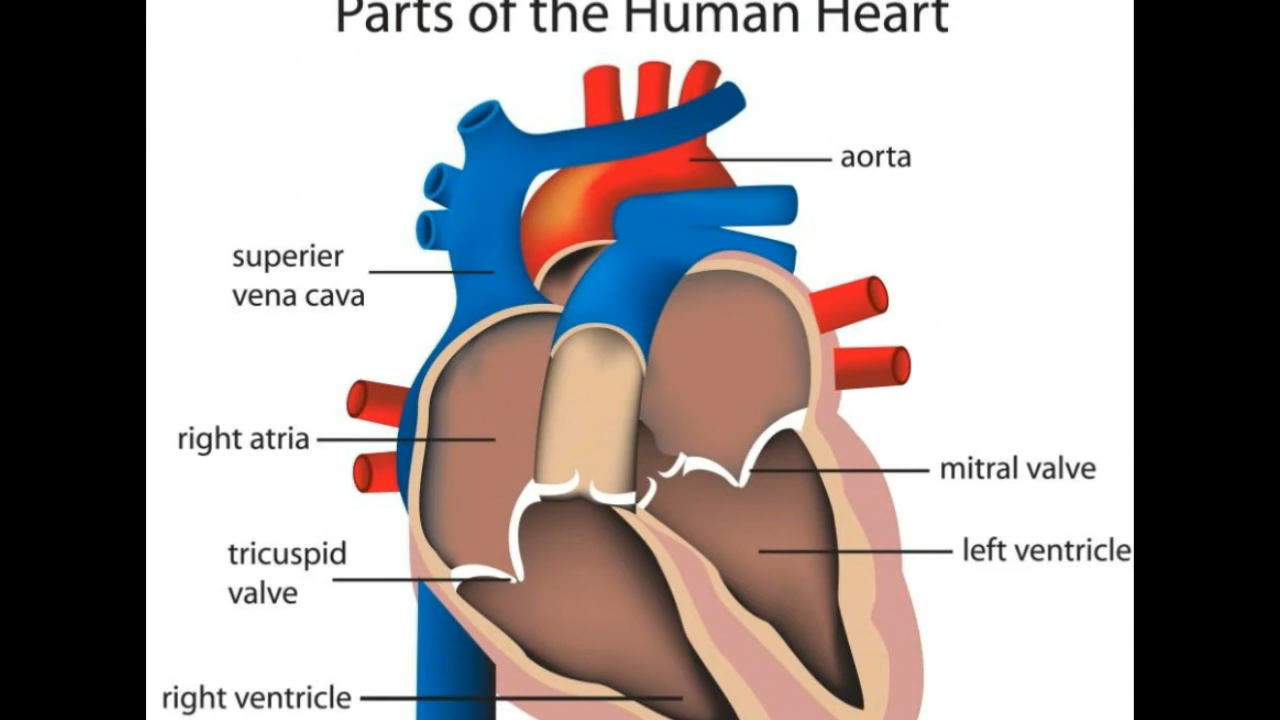 Parts of the Human Heart
aorta
superier
vena cava
right atria
mitral valve
tricuspid
valve
left ventricle
right ventricle